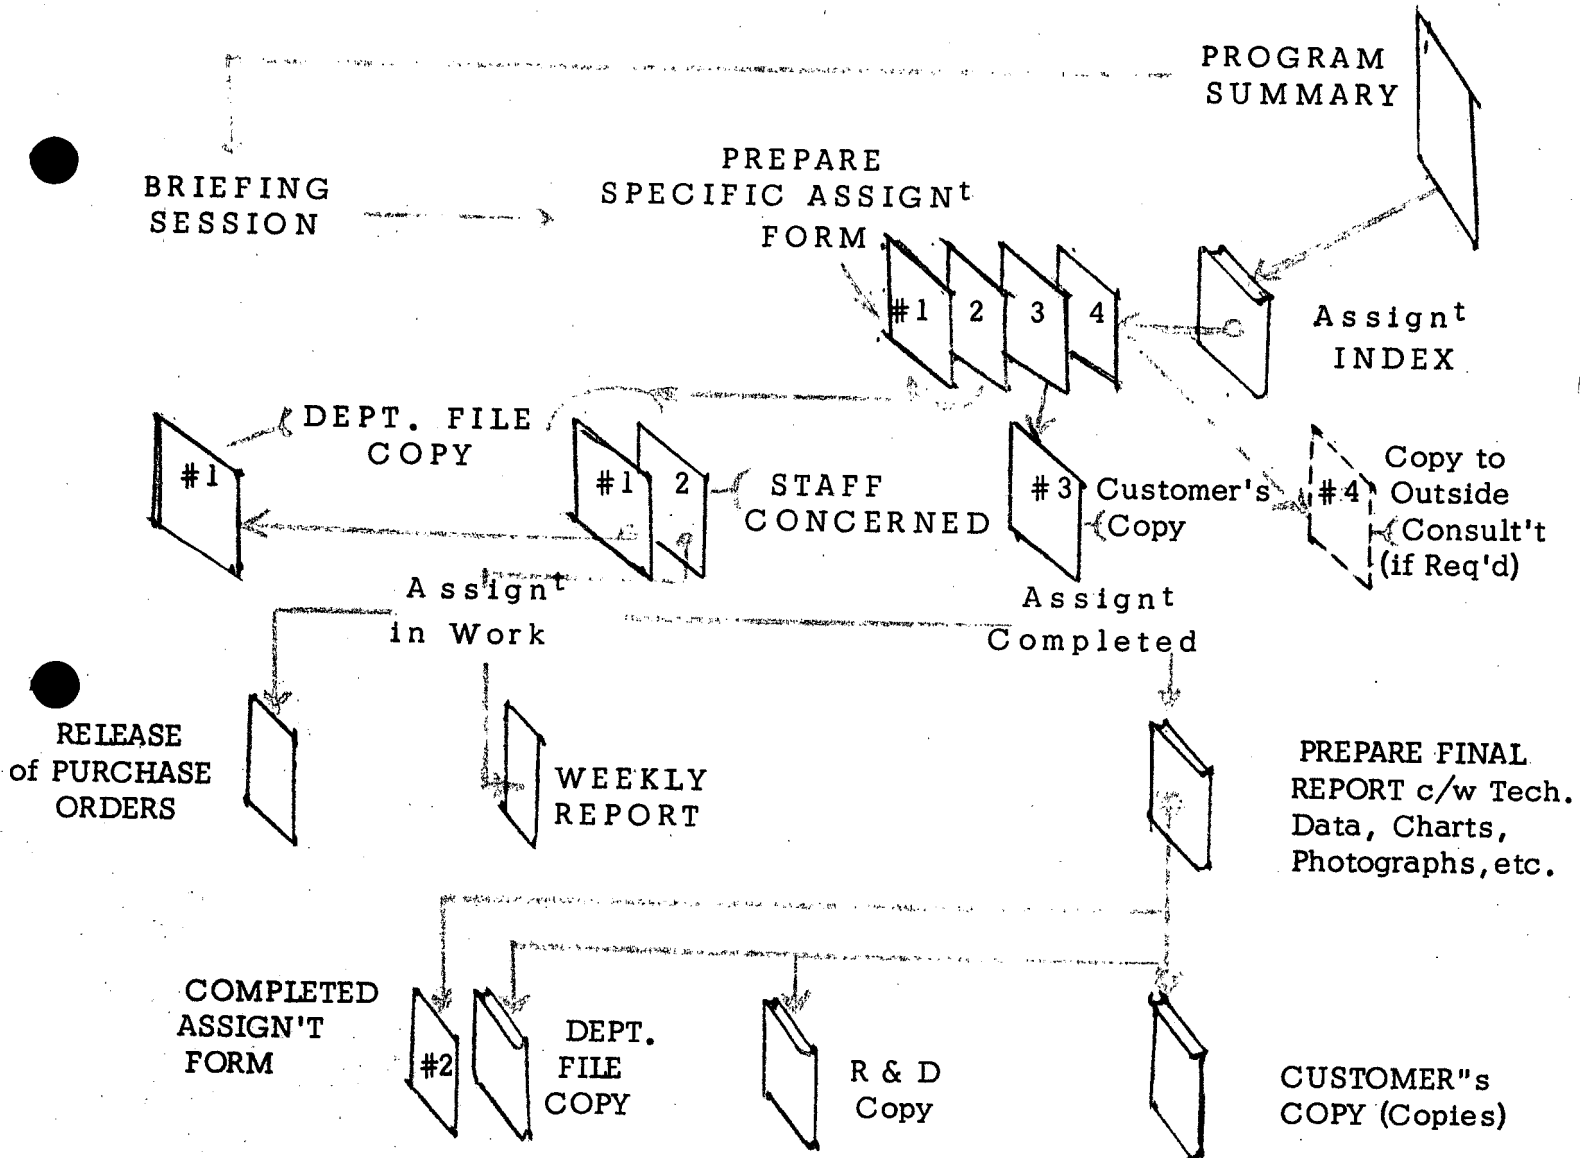 PROGRAM
SUMMARY
BRIEFING
SESSION
PREPARE
SPECIFIC ASSIGNt
FORM
#1
2
3
4
Assignt
INDEX
#1
DEPT. FILE
COPY
#1
2
STAFF
CONCERNED
#3
Customer's
Copy
#4
Copy to
Outside
Consult't
(if Req'd)
Assignt
in Work
Assignt
Completed
RELEASE
of PURCHASE
ORDERS
WEEKLY
REPORT
PREPARE FINAL
REPORT c/w Tech.
Data, Charts,
Photographs, etc.
COMPLETED
ASSIGN'T
FORM
#2
DEPT.
FILE
COPY
R & D
Copy
CUSTOMER"s
COPY (Copies)